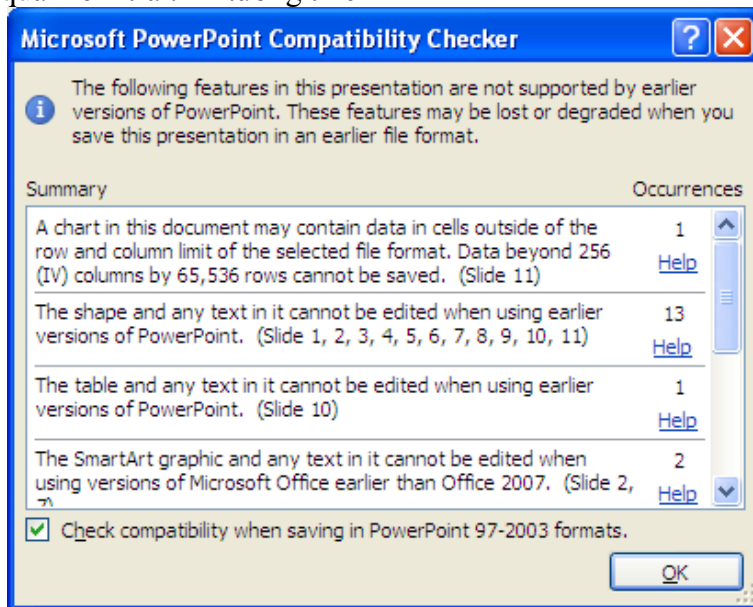 Microsoft PowerPoint Compatibility Checker
The following features in this presentation are not supported by earlier
versions of PowerPoint. These features may be lost or degraded when you
save this presentation in an earlier file format.
Summary Occurrences
A chart in this document may contain data in cells outside of the 1
row and column limit of the selected file format. Data beyond 256
(IV) columns by 65,536 rows cannot be saved. (Slide 11) Help
The shape and any text in it cannot be edited when using earlier 13
versions of PowerPoint. (Slide 1, 2, 3, 4, 5, 6, 7, 8, 9, 10, 11)
Help
The table and any text in it cannot be edited when using earlier 1
versions of PowerPoint. (Slide 10)
Help
The SmartArt graphic and any text in it cannot be edited when 2
using versions of Microsoft Office earlier than Office 2007. (Slide 2,
7) Help
Check compatibility when saving in PowerPoint 97-2003 formats.
OK